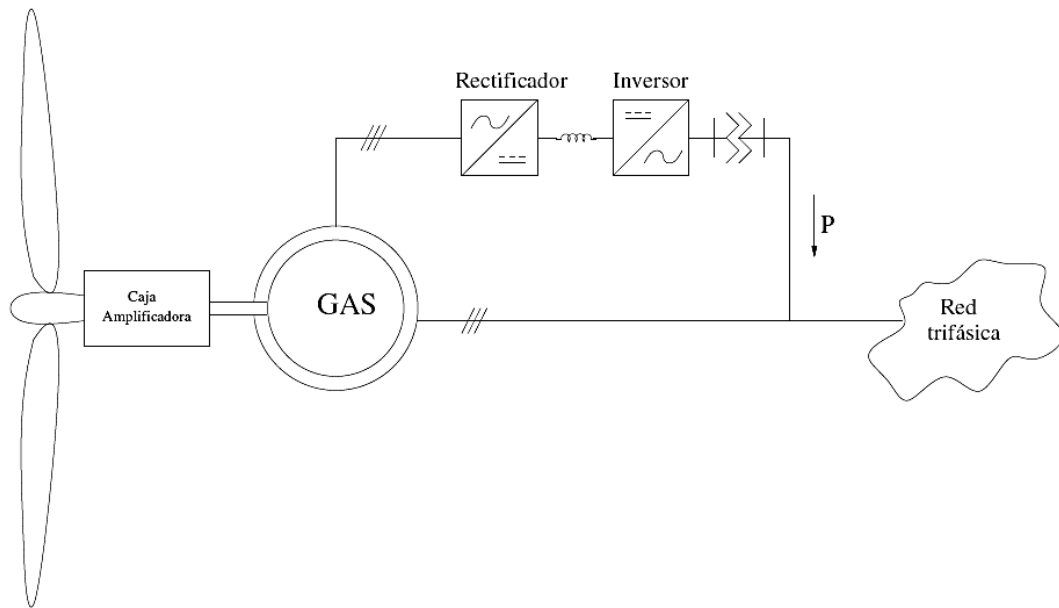 Rectificador
Inversor
P
Caja
Amplificadora
GAS
Red
trifásica